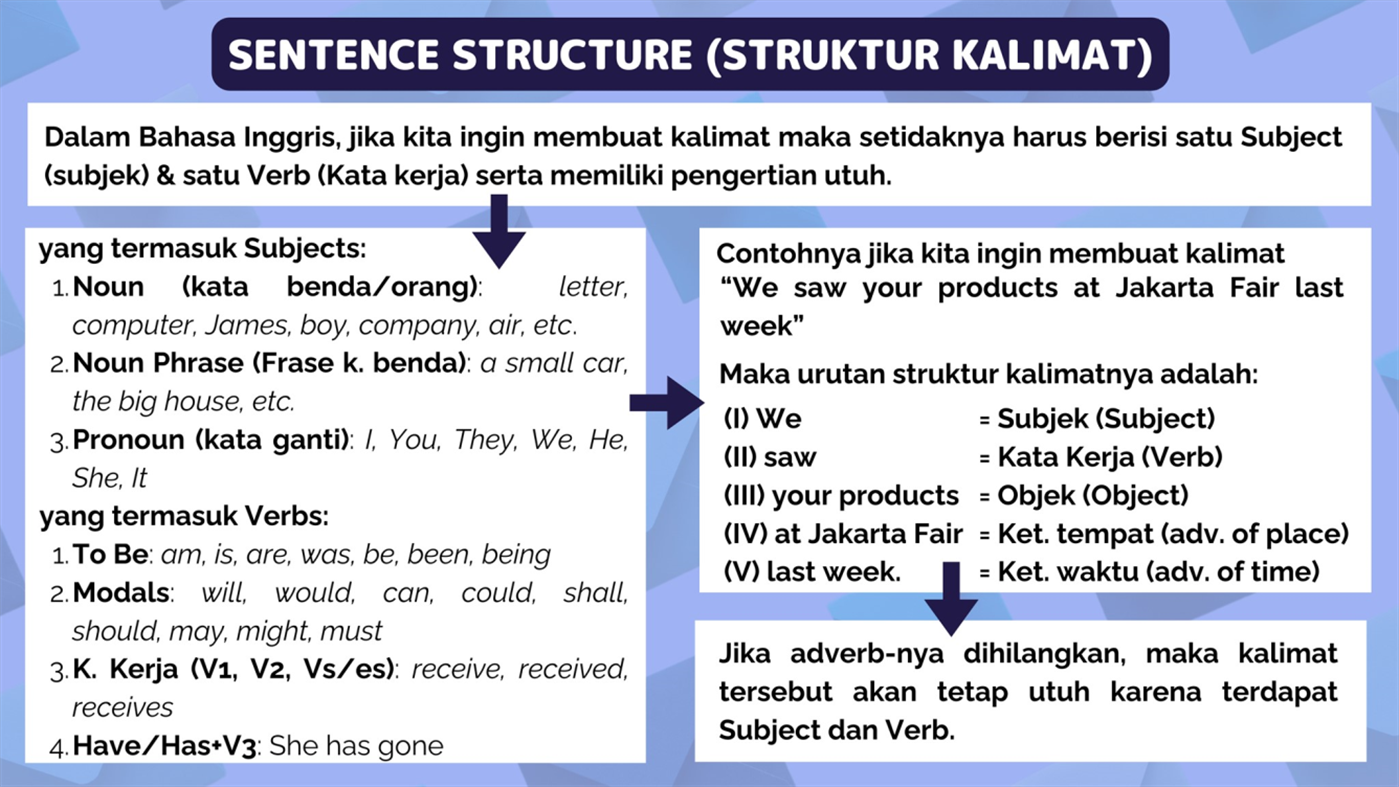 SENTENCE STRUCTURE (STRUKTUR KALIMAT)
Dalam Bahasa Inggris, jika kita ingin membuat kalimat maka setidaknya harus berisi satu Subject
(subjek) & satu Verb (Kata kerja) serta memiliki pengertian utuh.
yang termasuk Subjects:
1. Noun (kata benda/orang): letter,
computer, James, boy, company, air, etc.
2. Noun Phrase (Frase k. benda): a small car,
the big house, etc.
3. Pronoun (kata ganti): I, You, They, We, He,
She, It
yang termasuk Verbs:
1. To Be: am, is, are, was, be, been, being
2. Modals: will, would, can, could, shall,
should, may, might, must
3. K. Kerja (V1, V2, Vs/es): receive, received,
receives
4. Have/Has+V3: She has gone
Contohnya jika kita ingin membuat kalimat
“We saw your products at Jakarta Fair last
week”
Maka urutan struktur kalimatnya adalah:
(I) We = Subjek (Subject)
(II) saw = Kata Kerja (Verb)
(III) your products = Objek (Object)
(IV) at Jakarta Fair = Ket. tempat (adv. of place)
(V) last week. = Ket. waktu (adv. of time)
Jika adverb-nya dihilangkan, maka kalimat
tersebut akan tetap utuh karena terdapat
Subject dan Verb.